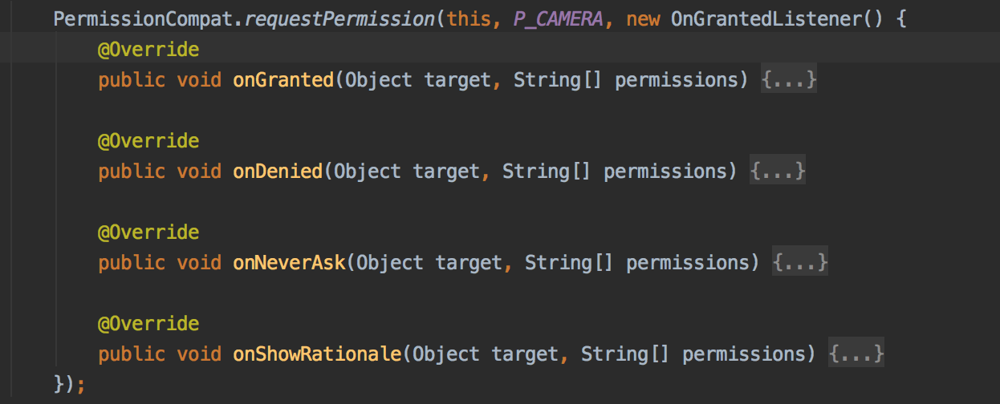 PermissionCompat.requestPermission(this, P_CAMERA, new OnGrantedListener() {
    @Override
    public void onGranted(Object target, String[] permissions) {...}

    @Override
    public void onDenied(Object target, String[] permissions) {...}

    @Override
    public void onNeverAsk(Object target, String[] permissions) {...}

    @Override
    public void onShowRationale(Object target, String[] permissions) {...}
});